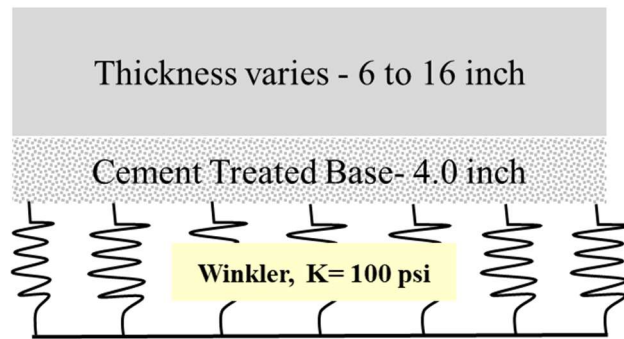 Thickness varies - 6 to 16 inch
Cement Treated Base- 4.0 inch
Winkler, K= 100 psi